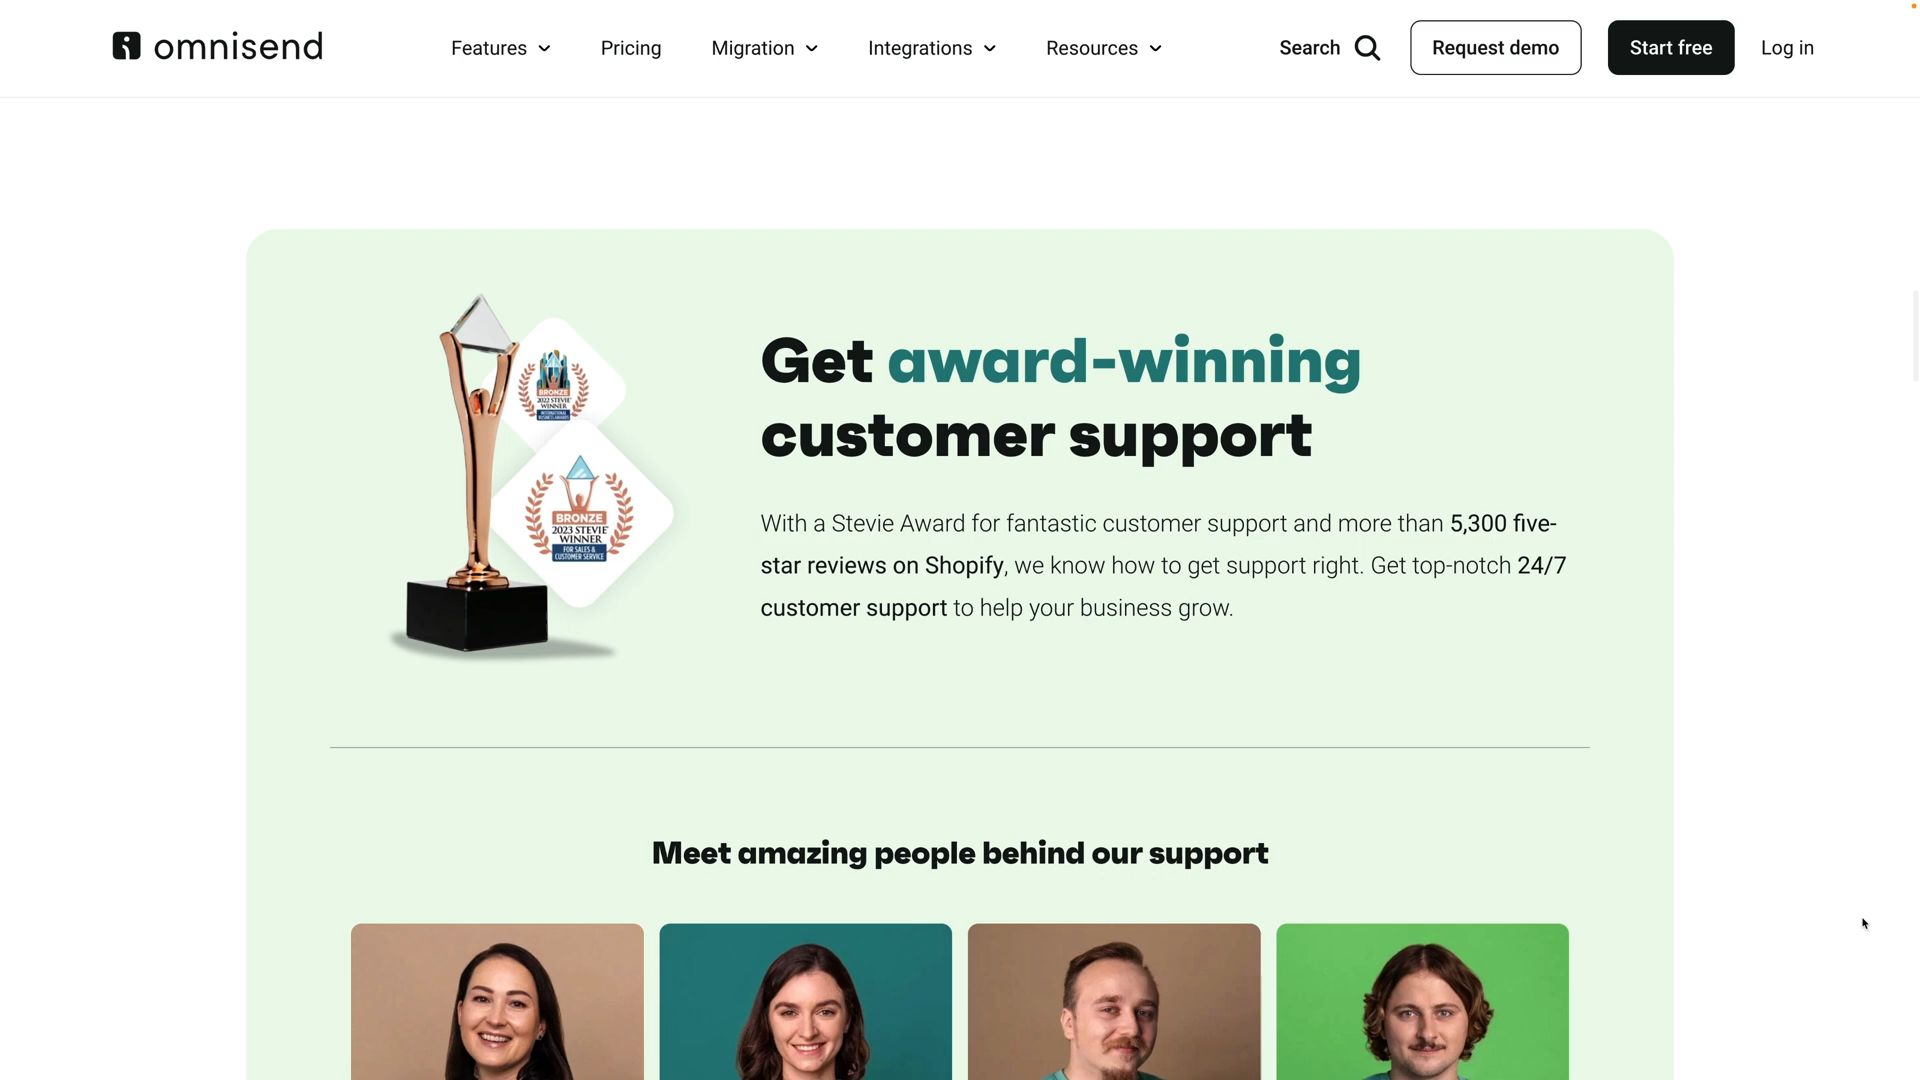 omnisend
Features
Pricing
Migration
Integrations
Resources
Search
Request demo
Start free
Log in
BRONZE
2022 STEVIE®
WINNER
INTERNATIONAL
BUSINESS AWARDS
BRONZE
2023 STEVIE®
WINNER
FOR SALES &
CUSTOMER SERVICE
Get award-winning
customer support
With a Stevie Award for fantastic customer support and more than 5,300 five-
star reviews on Shopify, we know how to get support right. Get top-notch 24/7
customer support to help your business grow.
Meet amazing people behind our support